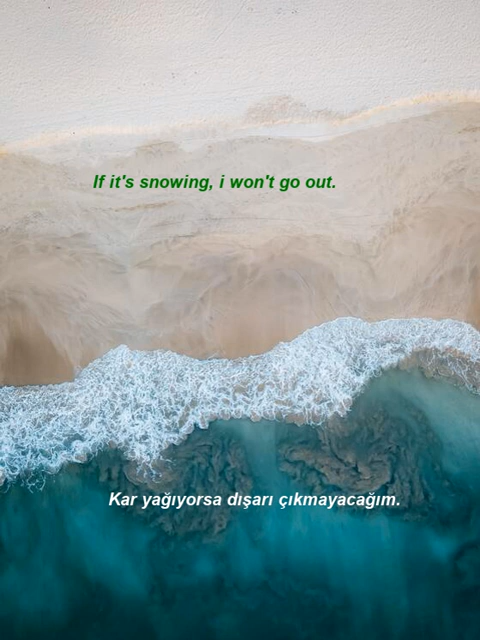 If it's snowing, i won't go out.
Kar yağıyorsa dışarı çıkmayacağım.